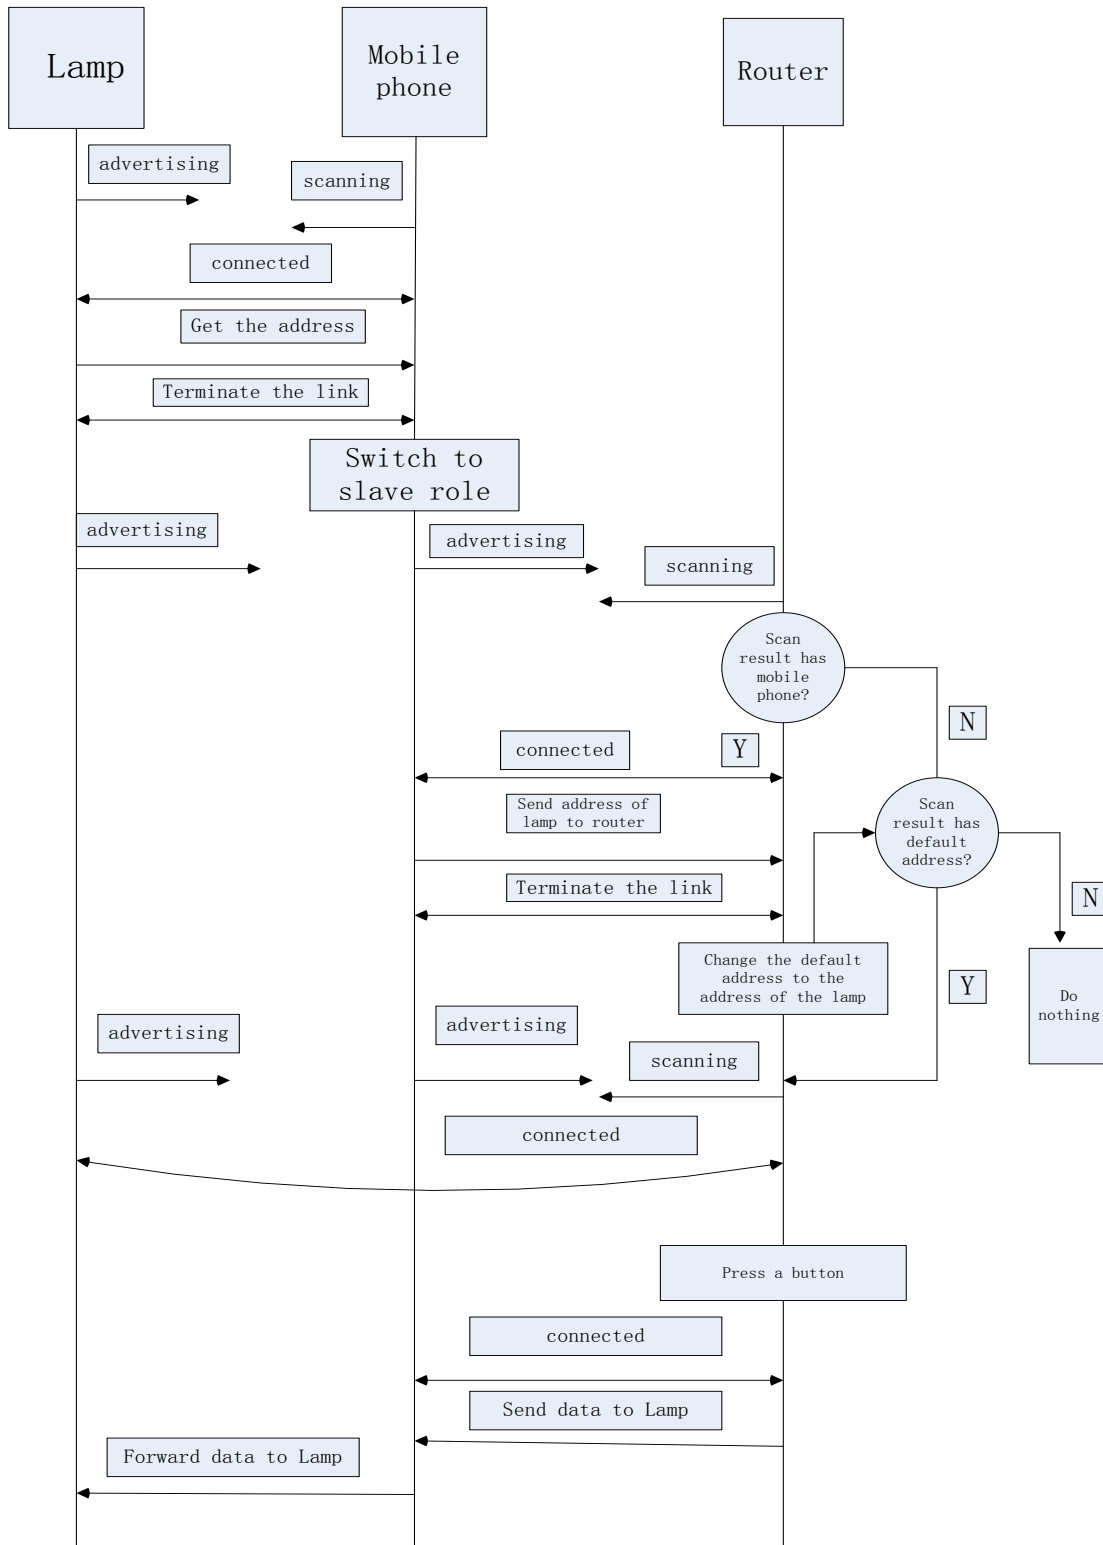 Lamp
Mobile
phone
Router
advertising
scanning
connected
Get the address
Terminate the link
Switch to
slave role
advertising
advertising
scanning
Scan
result has
mobile
phone?
N
Y
connected
Send address of
lamp to router
Scan
result has
default
address?
Terminate the link
N
Change the default
address to the
address of the lamp
Y
Do
nothing
advertising
advertising
scanning
connected
Press a button
connected
Send data to Lamp
Forward data to Lamp